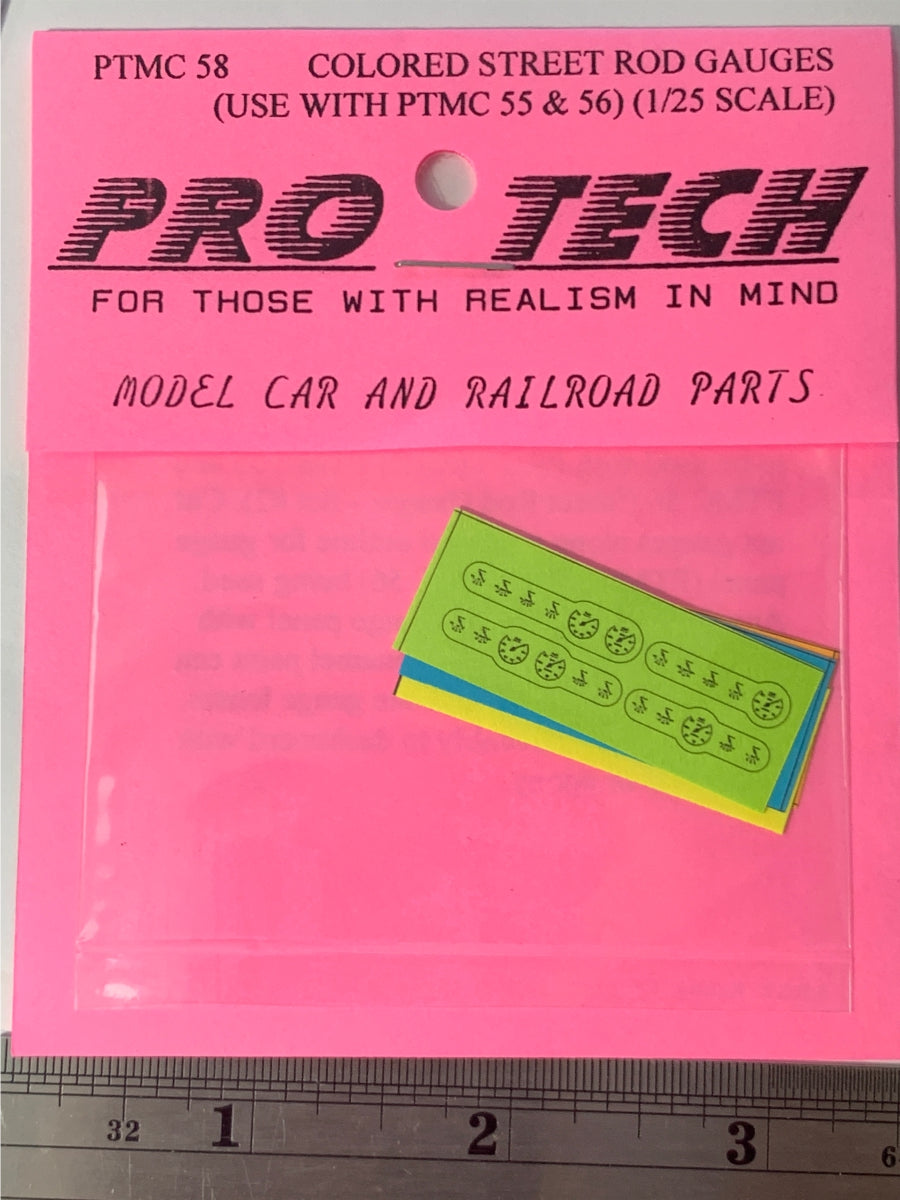 PTMC 58 COLORED STREET ROD GAUGES
(USE WITH PTMC 55 & 56) (1/25 SCALE)
PRO TECH
FOR THOSE WITH REALISM IN MIND
MODEL CAR AND RAILROAD PARTS
32 1 2 3 6